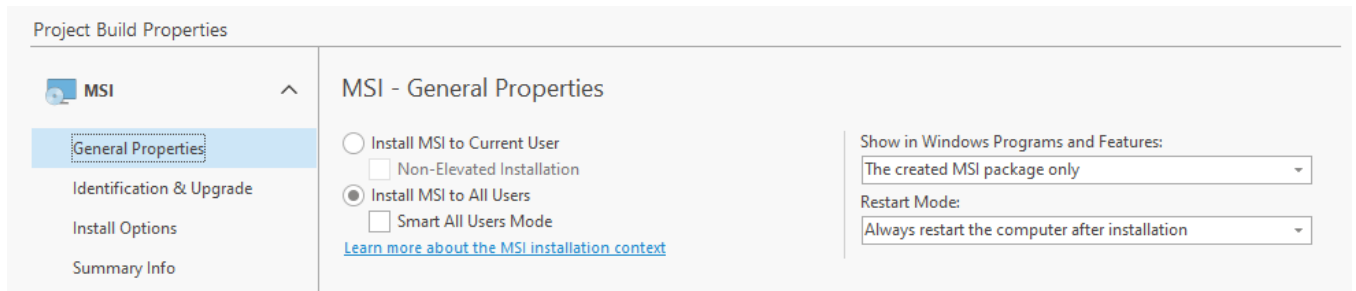 Project Build Properties
MSI
General Properties
Identification & Upgrade
Install Options
Summary Info
MSI - General Properties
Install MSI to Current User
Non-Elevated Installation
Install MSI to All Users
Smart All Users Mode
Learn more about the MSI installation context
Show in Windows Programs and Features:
The created MSI package only
Restart Mode:
Always restart the computer after installation